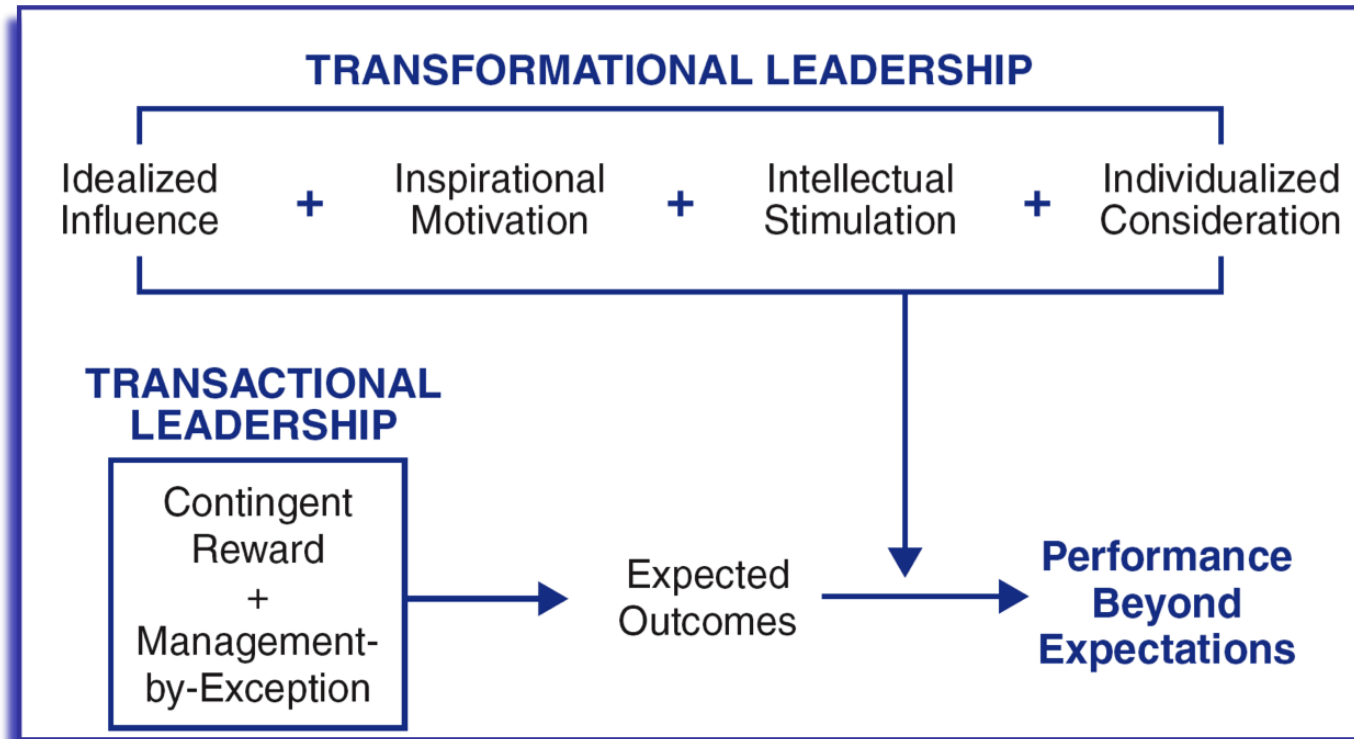 TRANSFORMATIONAL LEADERSHIP
Idealized
Influence
+
Inspirational
Motivation
+
Intellectual
Stimulation
+
Individualized
Consideration
TRANSACTIONAL
LEADERSHIP
Contingent
Reward
+
Management-
by-Exception
Expected
Outcomes
Performance
Beyond
Expectations